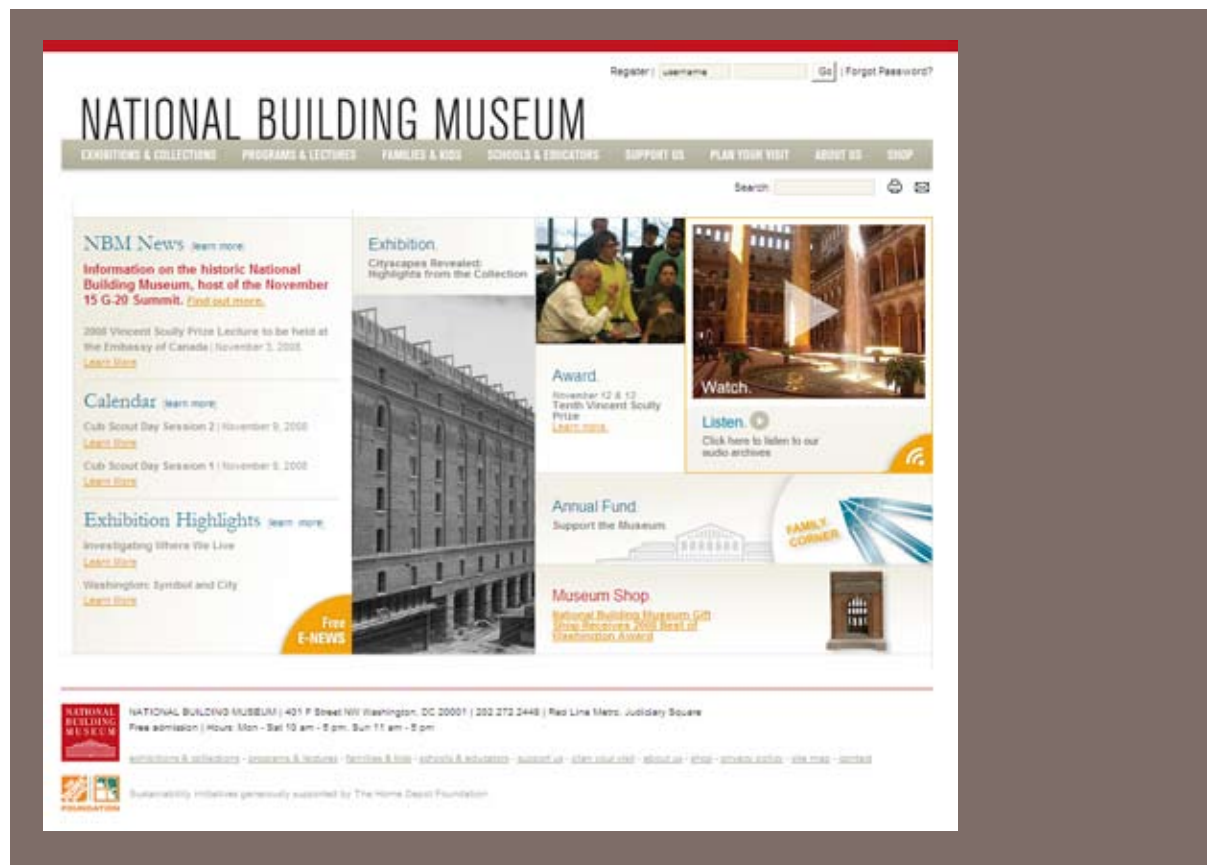 Register | username Go | Forgot Password?
NATIONAL BUILDING MUSEUM
EXHIBITIONS & COLLECTIONS PROGRAMS & LECTURES FAMILIES & KIDS SCHOOLS & EDUCATORS SUPPORT US PLAN YOUR VISIT ABOUT US SHOP
Search:
NBM News [learn more]
Information on the historic National
Building Museum, host of the November
15 G-20 Summit. Find out more.
2008 Vincent Scully Prize Lecture to be held at
the Embassy of Canada | November 3, 2008
Learn More
Calendar [learn more]
Cub Scout Day Session 2 | November 9, 2008
Learn More
Cub Scout Day Session 1 | November 8, 2008
Learn More
Exhibition Highlights [learn more]
Investigating Where We Live
Learn More
Washington: Symbol and City
Learn More
Free
E-NEWS
Exhibition.
Cityscapes Revealed:
Highlights from the Collection
Award.
November 12 & 13
Tenth Vincent Scully
Prize
Learn more.
Watch.
Listen.
Click here to listen to our
audio archives
Annual Fund.
Support the Museum
FAMILY
CORNER.
Museum Shop.
National Building Museum Gift
Shop Receives 2008 Best of
Washington Award
NATIONAL
BUILDING
MUSEUM
NATIONAL BUILDING MUSEUM | 401 F Street NW Washington, DC 20001 | 202.272.2448 | Red Line Metro, Judiciary Square
Free admission | Hours: Mon - Sat 10 am - 5 pm, Sun 11 am - 5 pm
exhibitions & collections - programs & lectures - families & kids - schools & educators - support us - plan your visit - about us - shop - privacy policy - site map - contact
FOUNDATION
Sustainability initiatives generously supported by The Home Depot Foundation